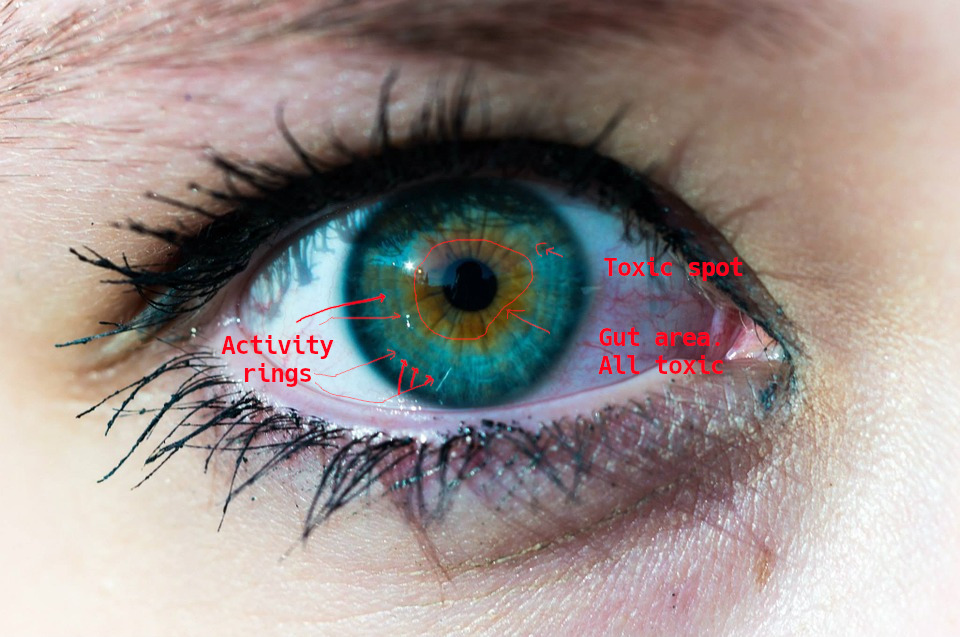 Toxic spot
Gut area.
All toxic
Activity
rings